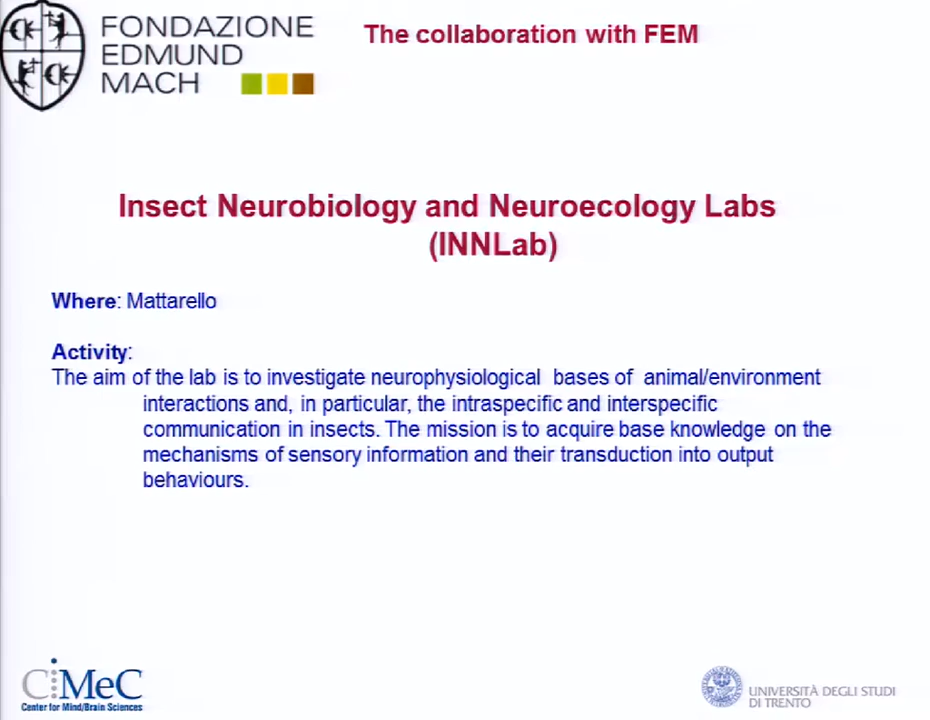 FONDAZIONE
EDMUND
MACH
The collaboration with FEM
Insect Neurobiology and Neuroecology Labs
(INNLab)
Where: Mattarello
Activity:
The aim of the lab is to investigate neurophysiological bases of animal/environment
interactions and, in particular, the intraspecific and interspecific
communication in insects. The mission is to acquire base knowledge on the
mechanisms of sensory information and their transduction into output
behaviours.
CiMeC
Center for Mind/Brain Sciences
UNIVERSITÀ DEGLI STUDI
DI TRENTO